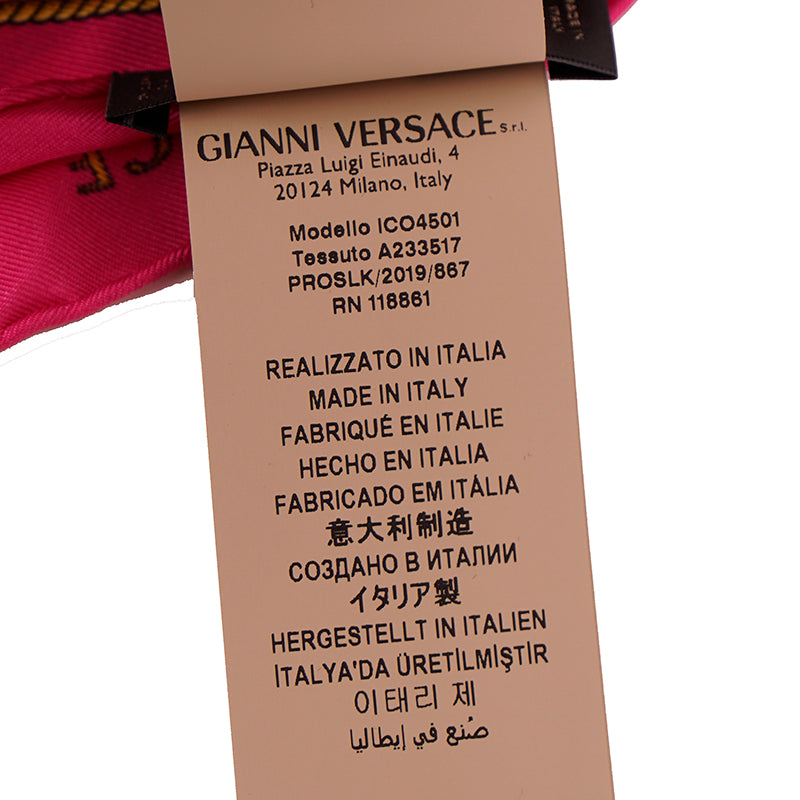 GIANNI VERSACE S.r.l.
Piazza Luigi Einaudi, 4
20124 Milano, Italy
Modello ICO4501
Tessuto A233517
PROSLK/2019/867
RN 118861
REALIZZATO IN ITALIA
MADE IN ITALY
FABRIQUÉ EN ITALIE
HECHO EN ITALIA
FABRICADO EM ITÁLIA
意大利制造
СОЗДАНО В ИТАЛИИ
イタリア製
HERGESTELLT IN ITALIEN
İTALYA'DA ÜRETİLMİŞTİR
이태리 제
صُنع في إيطاليا